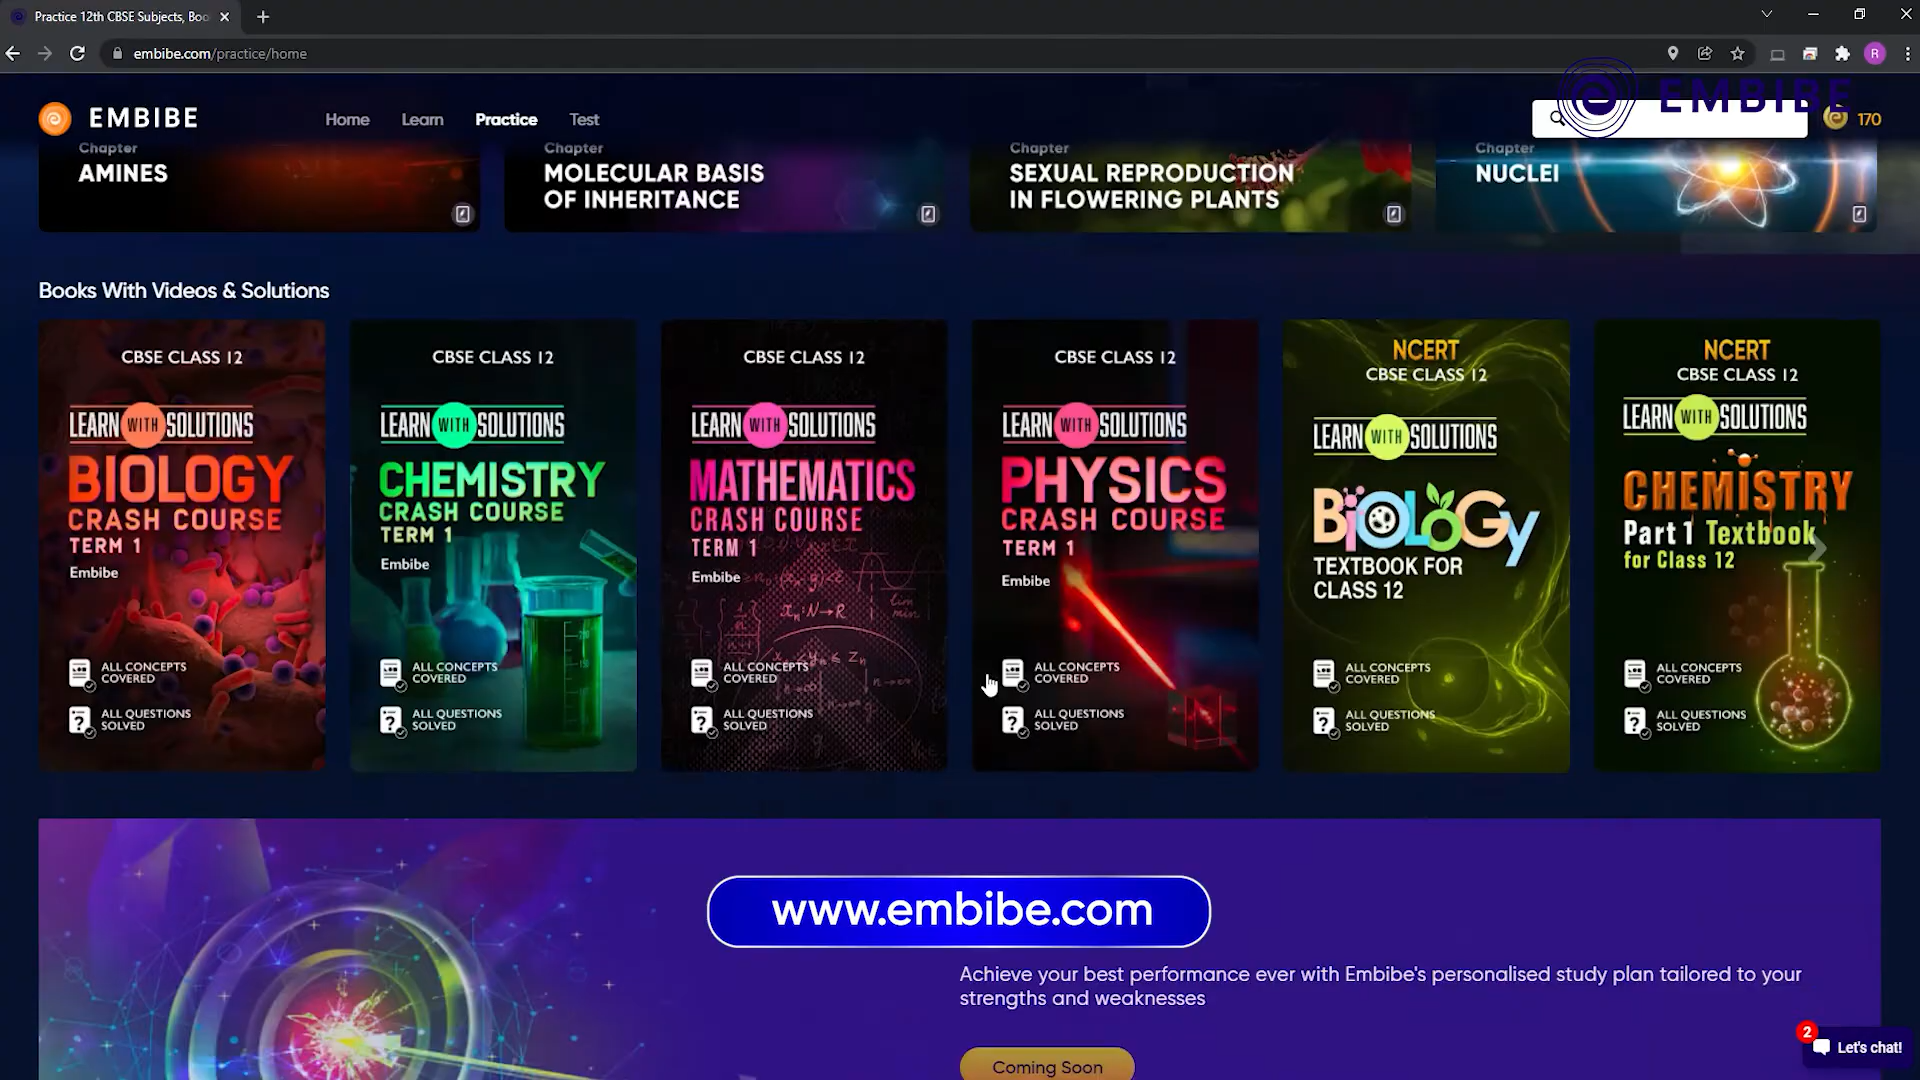 Practice 12th CBSE Subjects, Boo
embibe.com/practice/home
R
EMBIBE
Home
Learn
Practice
Test
EMBIBE
170
Chapter
AMINES
Chapter
MOLECULAR BASIS
OF INHERITANCE
Chapter
SEXUAL REPRODUCTION
IN FLOWERING PLANTS
Chapter
NUCLEI
Books With Videos & Solutions
CBSE CLASS 12
LEARN WITH SOLUTIONS
BIOLOGY
CRASH COURSE
TERM 1
Embibe
ALL CONCEPTS
COVERED
ALL QUESTIONS
SOLVED
CBSE CLASS 12
LEARN WITH SOLUTIONS
CHEMISTRY
CRASH COURSE
TERM 1
Embibe
ALL CONCEPTS
COVERED
ALL QUESTIONS
SOLVED
CBSE CLASS 12
LEARN WITH SOLUTIONS
MATHEMATICS
CRASH COURSE
TERM 1
Embibe
ALL CONCEPTS
COVERED
ALL QUESTIONS
SOLVED
CBSE CLASS 12
LEARN WITH SOLUTIONS
PHYSICS
CRASH COURSE
TERM 1
Embibe
ALL CONCEPTS
COVERED
ALL QUESTIONS
SOLVED
NCERT
CBSE CLASS 12
LEARN WITH SOLUTIONS
BIOLOGY
TEXTBOOK FOR
CLASS 12
ALL CONCEPTS
COVERED
ALL QUESTIONS
SOLVED
NCERT
CBSE CLASS 12
LEARN WITH SOLUTIONS
CHEMISTRY
Part 1 Textbook
for Class 12
ALL CONCEPTS
COVERED
ALL QUESTIONS
SOLVED
www.embibe.com
Achieve your best performance ever with Embibe's personalised study plan tailored to your
strengths and weaknesses
Coming Soon
2
Let's chat!